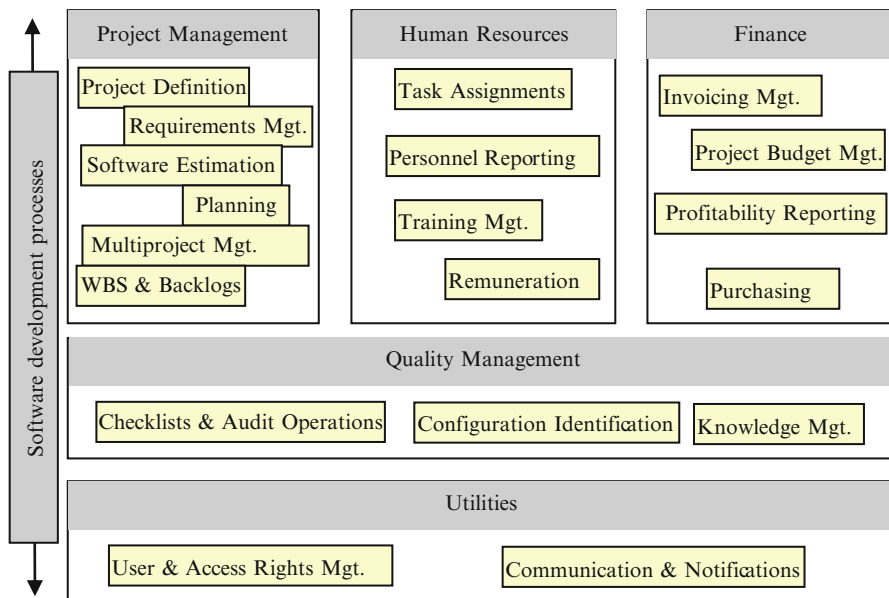 Software development processes
Project Management
Project Definition
Requirements Mgt.
Software Estimation
Planning
Multiproject Mgt.
WBS & Backlogs
Human Resources
Task Assignments
Personnel Reporting
Training Mgt.
Remuneration
Finance
Invoicing Mgt.
Project Budget Mgt.
Profitability Reporting
Purchasing
Quality Management
Checklists & Audit Operations
Configuration Identification
Knowledge Mgt.
Utilities
User & Access Rights Mgt.
Communication & Notifications